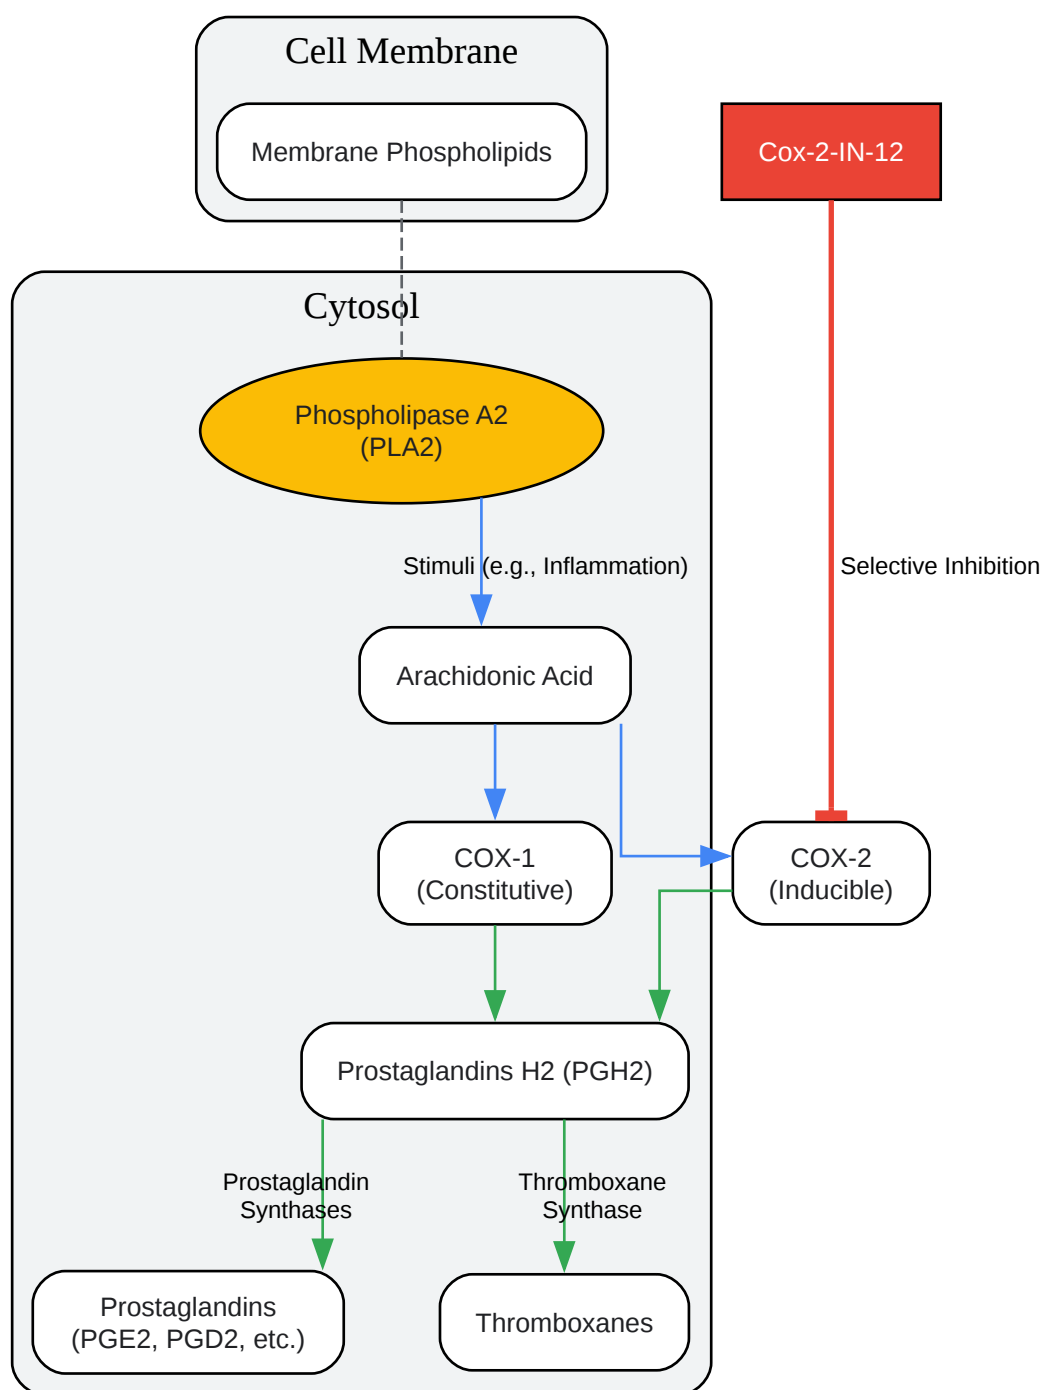 Cell Membrane
Membrane Phospholipids
Cox-2-IN-12
Cytosol
Phospholipase A2
(PLA2)
Stimuli (e.g., Inflammation)
Selective Inhibition
Arachidonic Acid
COX-1
(Constitutive)
COX-2
(Inducible)
Prostaglandins H2 (PGH2)
Prostaglandin
Synthases
Thromboxane
Synthase
Prostaglandins
(PGE2, PGD2, etc.)
Thromboxanes